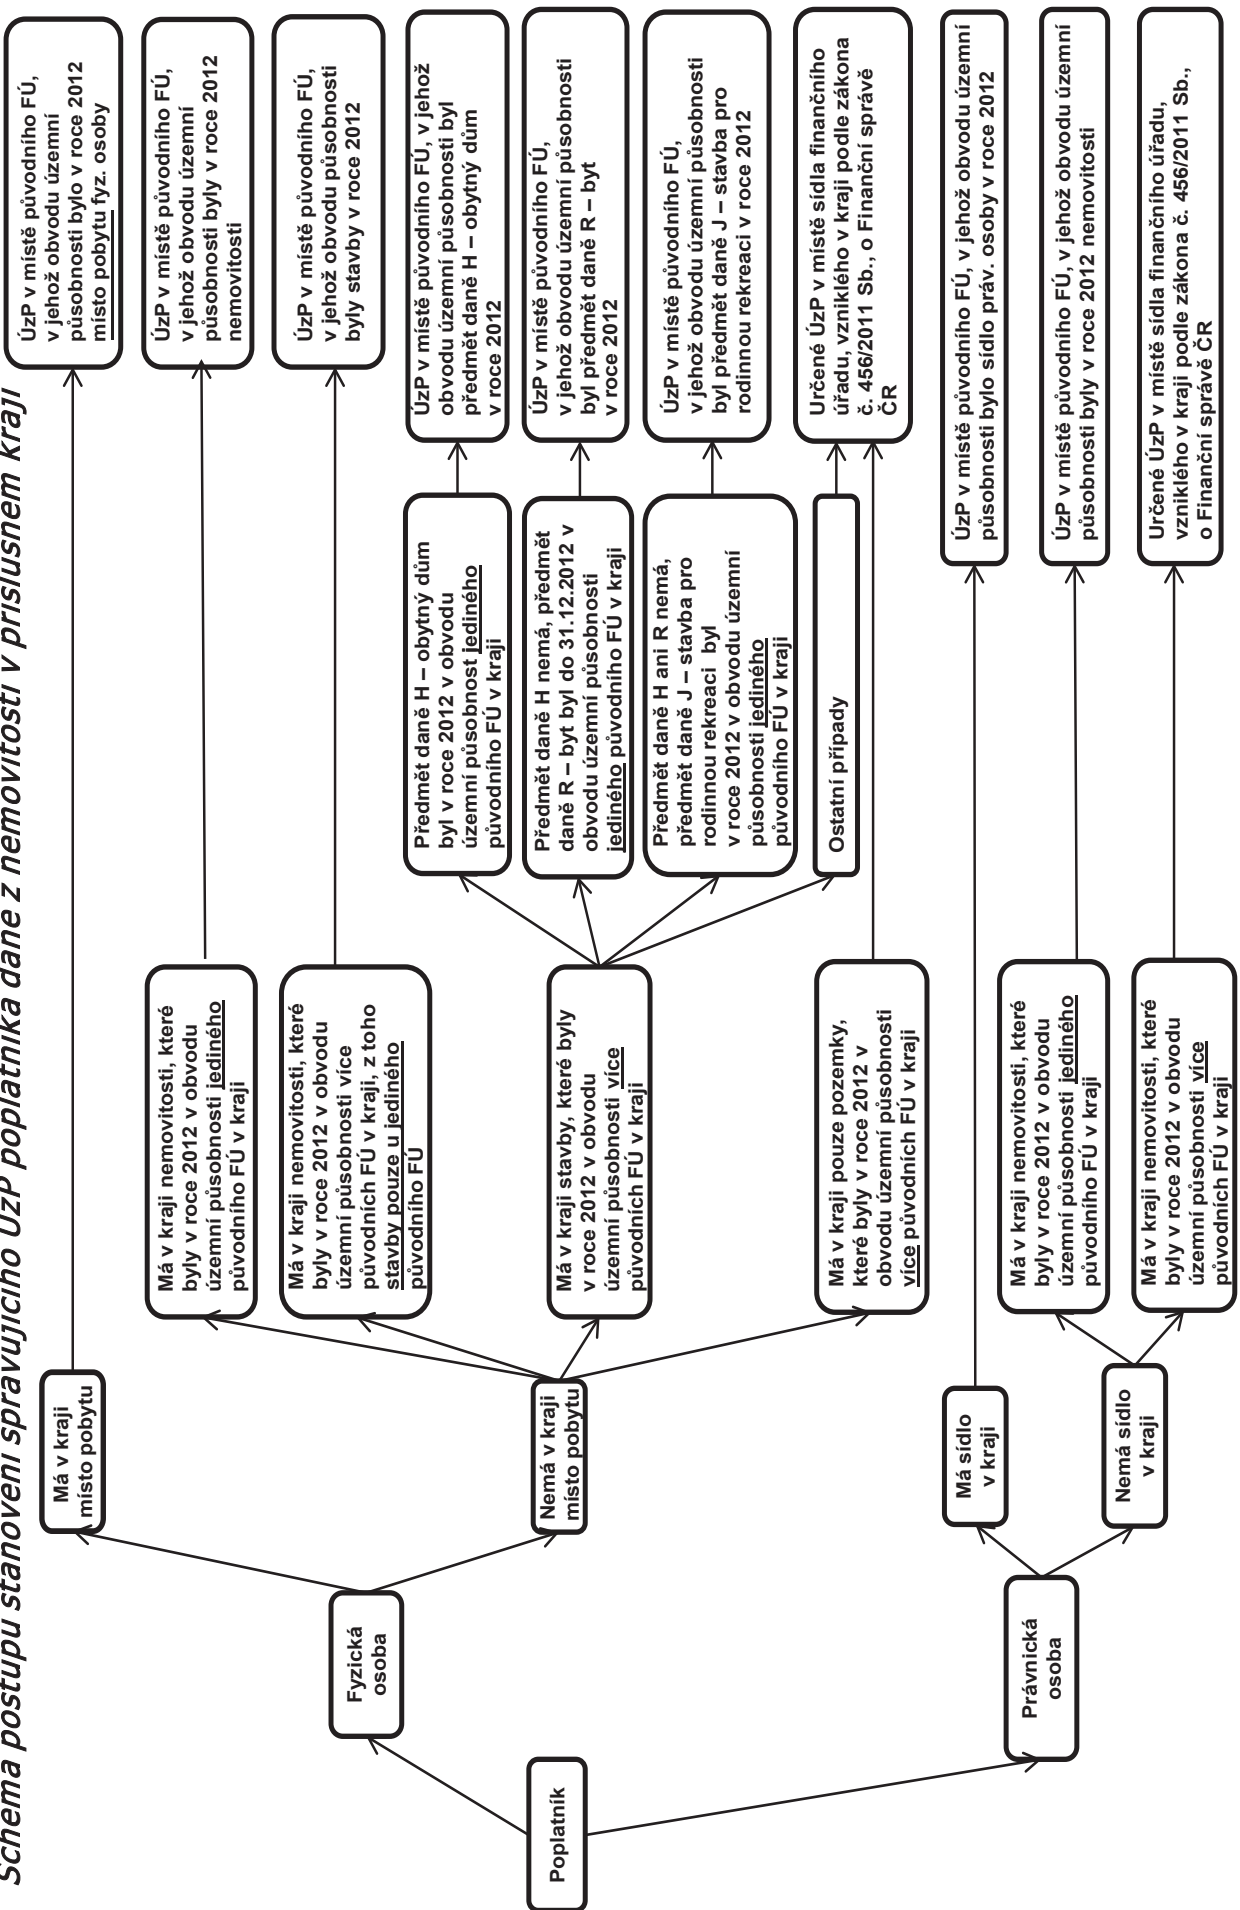 Schema postupu stanovení spravujícího ÚzP poplatníka daně z nemovitostí v příslušném kraji
Poplatník
Fyzická
osoba
Právnická
osoba
Má v kraji
místo pobytu
Nemá v kraji
místo pobytu
Má sídlo
v kraji
Nemá sídlo
v kraji
Má v kraji nemovitosti, které
byly v roce 2012 v obvodu
územní působnosti jediného
původního FÚ v kraji
Má v kraji nemovitosti, které
byly v roce 2012 v obvodu
územní působnosti více
původních FÚ v kraji, z toho
stavby pouze u jediného
původního FÚ
Má v kraji stavby, které byly
v roce 2012 v obvodu
územní působnosti více
původních FÚ v kraji
Má v kraji pouze pozemky,
které byly v roce 2012 v
obvodu územní působnosti
více původních FÚ v kraji
Má v kraji nemovitosti, které
byly v roce 2012 v obvodu
územní působnosti jediného
původního FÚ v kraji
Má v kraji nemovitosti, které
byly v roce 2012 v obvodu
územní působnosti více
původních FÚ v kraji
Předmět daně H – obytný dům
byl v roce 2012 v obvodu
územní působnost jediného
původního FÚ v kraji
Předmět daně H nemá, předmět
daně R – byt byl do 31.12.2012 v
obvodu územní působnosti
jediného původního FÚ v kraji
Předmět daně H ani R nemá,
předmět daně J – stavba pro
rodinnou rekreaci byl
v roce 2012 v obvodu územní
působnosti jediného
původního FÚ v kraji
Ostatní případy
ÚzP v místě původního FÚ,
v jehož obvodu územní
působnosti bylo v roce 2012
místo pobytu fyz. osoby
ÚzP v místě původního FÚ,
v jehož obvodu územní
působnosti byly v roce 2012
nemovitosti
ÚzP v místě původního FÚ,
v jehož obvodu působnosti
byly stavby v roce 2012
ÚzP v místě původního FÚ, v jehož
obvodu územní působnosti byl
předmět daně H – obytný dům
v roce 2012
ÚzP v místě původního FÚ,
v jehož obvodu územní působnosti
byl předmět daně R – byt
v roce 2012
ÚzP v místě původního FÚ,
v jehož obvodu územní působnosti
byl předmět daně J – stavba pro
rodinnou rekreaci v roce 2012
Určené ÚzP v místě sídla finančního
úřadu, vzniklého v kraji podle zákona
č. 456/2011 Sb., o Finanční správě
ČR
ÚzP v místě původního FÚ, v jehož obvodu územní
působnosti bylo sídlo práv. osoby v roce 2012
ÚzP v místě původního FÚ, v jehož obvodu územní
působnosti byly v roce 2012 nemovitosti
Určené ÚzP v místě sídla finančního úřadu,
vzniklého v kraji podle zákona č. 456/2011 Sb.,
o Finanční správě ČR